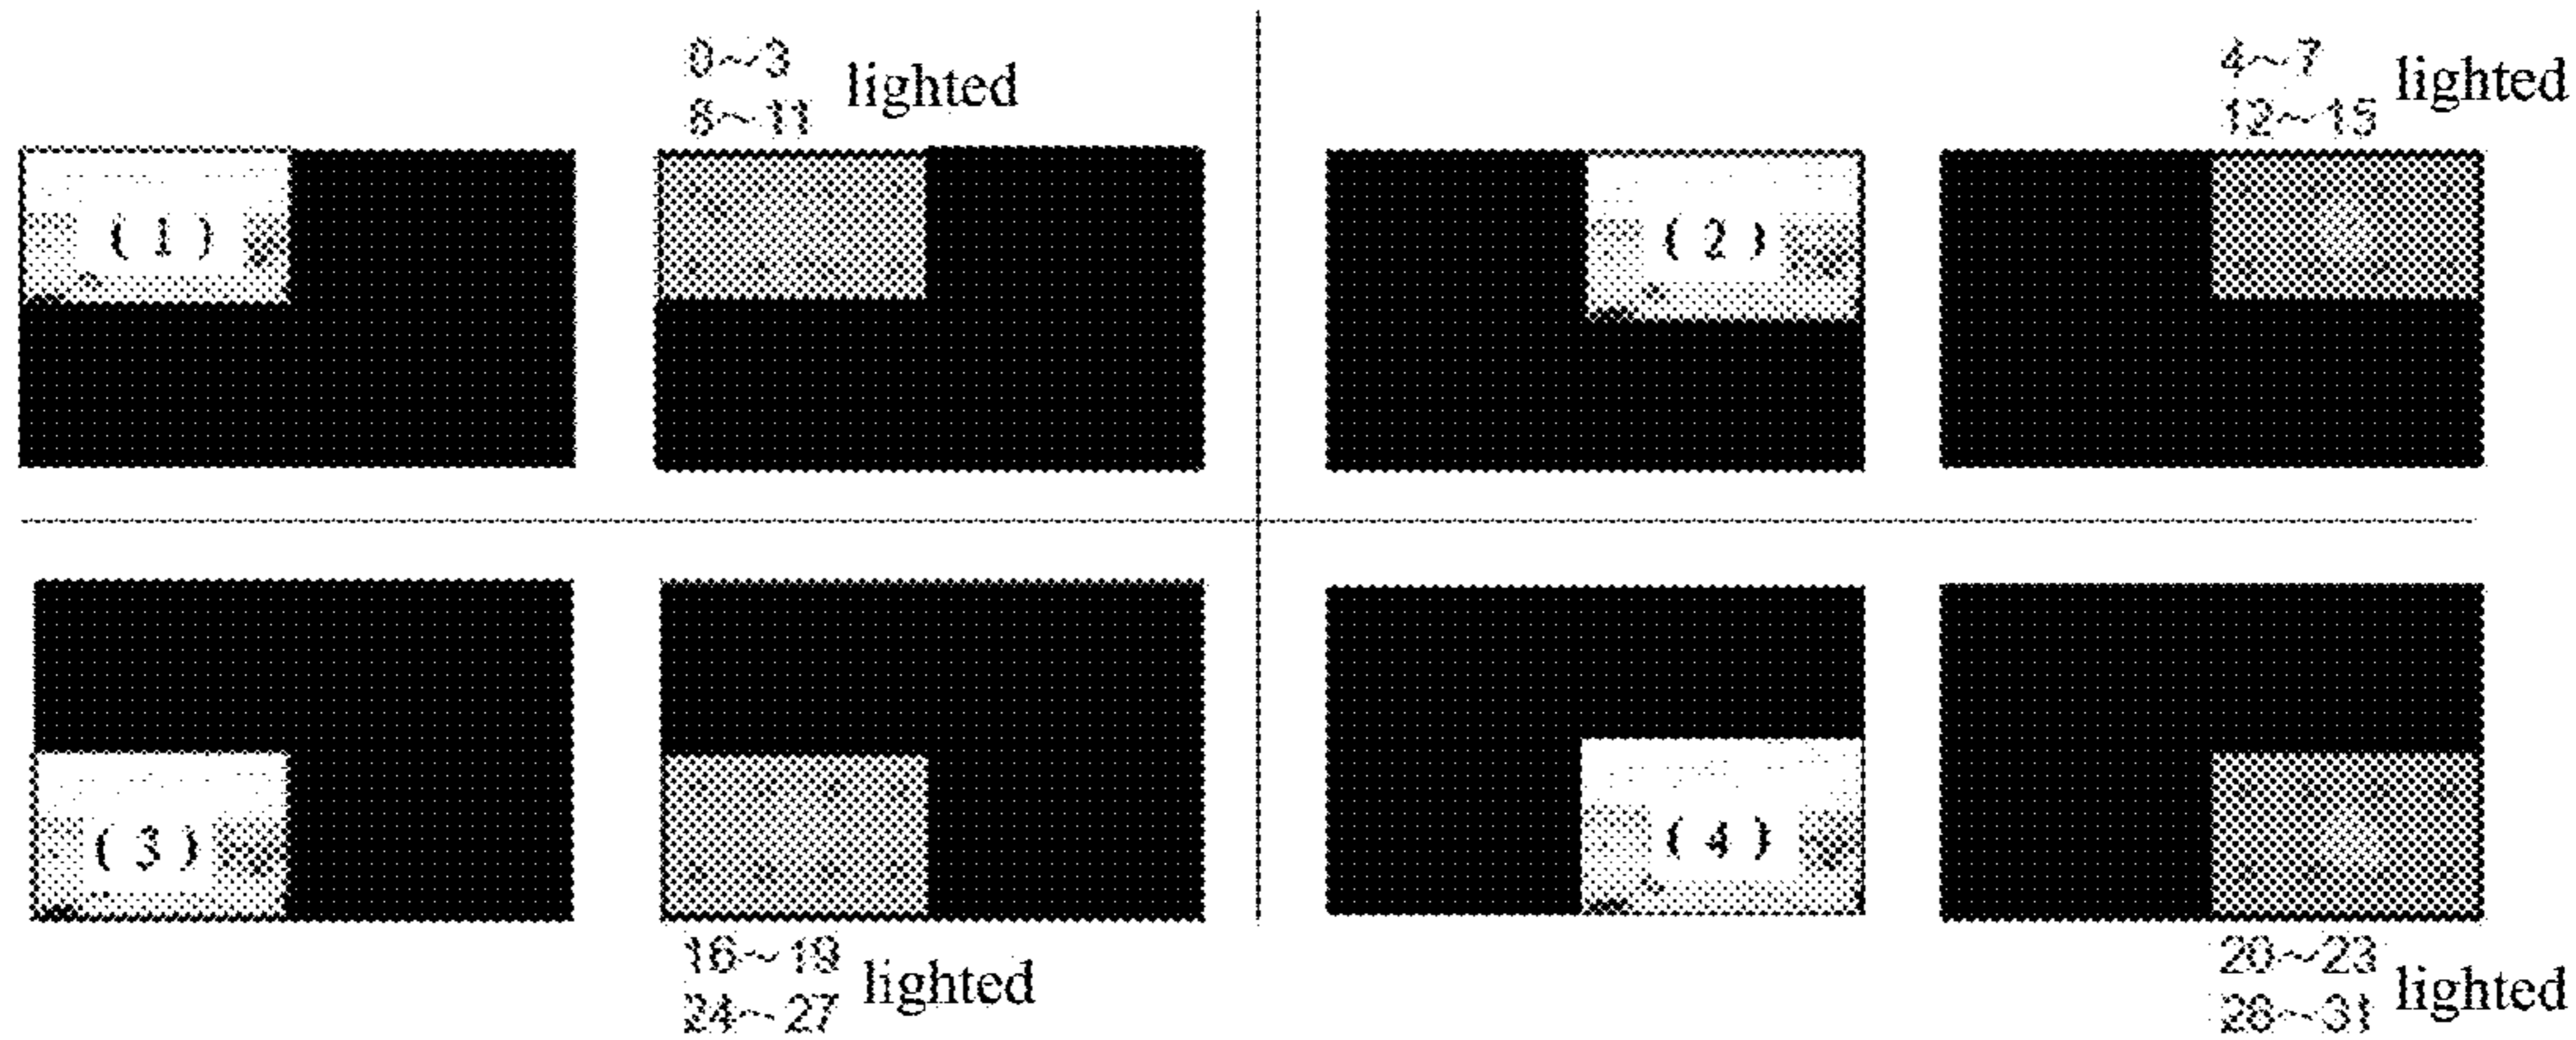 0~3
8~11 lighted
4~7
12~15 lighted
( 1 )
( 2 )
( 3 )
( 4 )
16~19
24~27 lighted
20~23
28~31 lighted